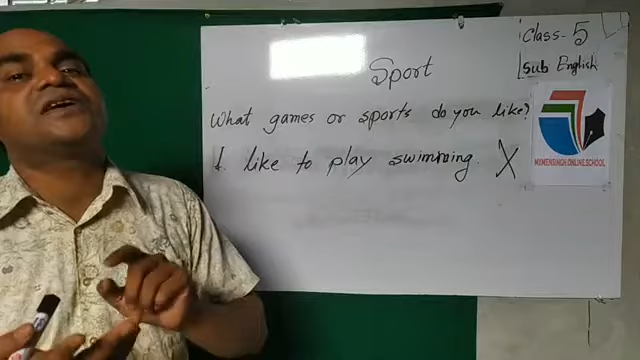 Class-5
Sub English
Sport
What games or sports do you like?
I like to play swimming. X
MYMENSINGH.ONLINE.SCHOOL